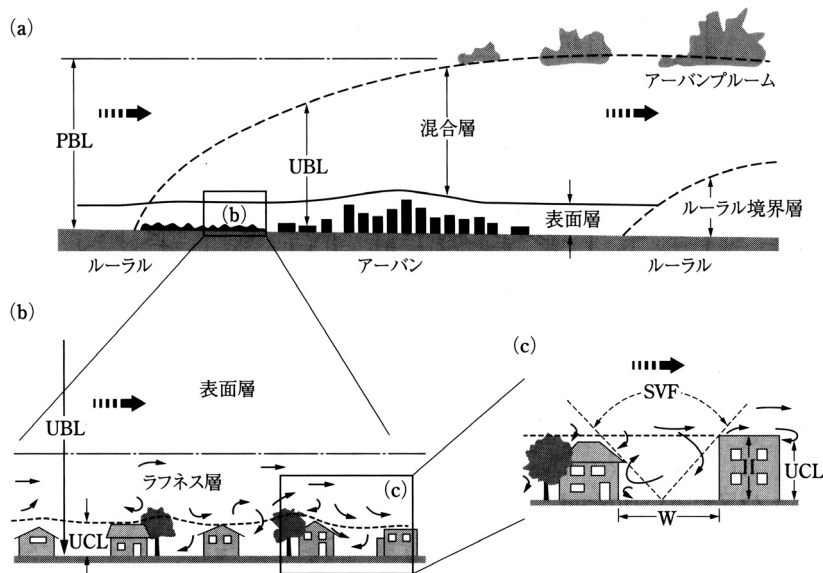 (a)
アーバンプルーム
PBL
UBL
混合層
(b)
表面層
ルーラル境界層
ルーラル
アーバン
ルーラル
(b)
表面層
UBL
ラフネス層
(c)
UCL
(c)
SVF
H
UCL
W